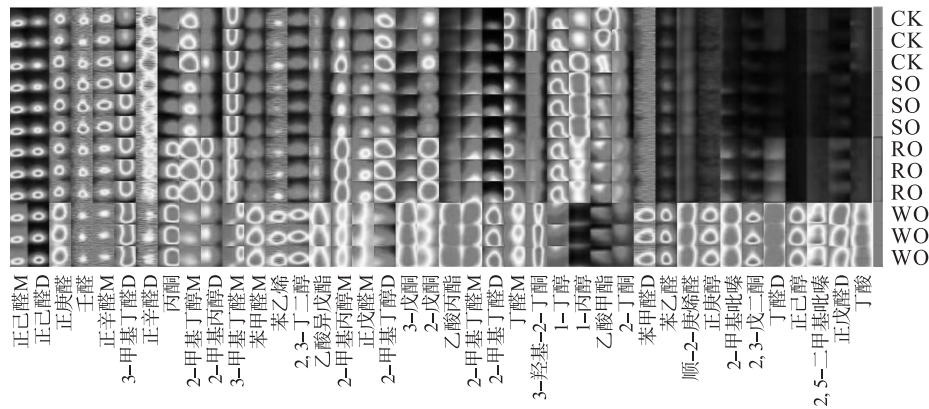 CK
CK
CK
SO
SO
SO
RO
RO
RO
WO
WO
WO
正己醛M
正己醛D
正庚醛
壬醛
正辛醛M
3-甲基丁醛D
正辛醛D
丙酮
2-甲基丁醇M
2-甲基丙醇D
3-甲基丁醛M
苯甲醛M
苯乙烯
2,3-丁二醇
乙酸异戊酯
2-甲基丙醇M
正戊醛M
2-甲基丁醇D
3-戊酮
2-戊酮
乙酸丙酯
2-甲基丁醛M
2-甲基丁醛D
丁醛M
3-羟基-2-丁酮
1-丁醇
1-丙醇
乙酸甲酯
2-丁酮
苯甲醛D
苯乙醛
顺-2-庚烯醛
正庚醇
2-甲基吡嗪
2,3-戊二酮
丁醛D
正己醇
2,5-二甲基吡嗪
正戊醛D
丁酸